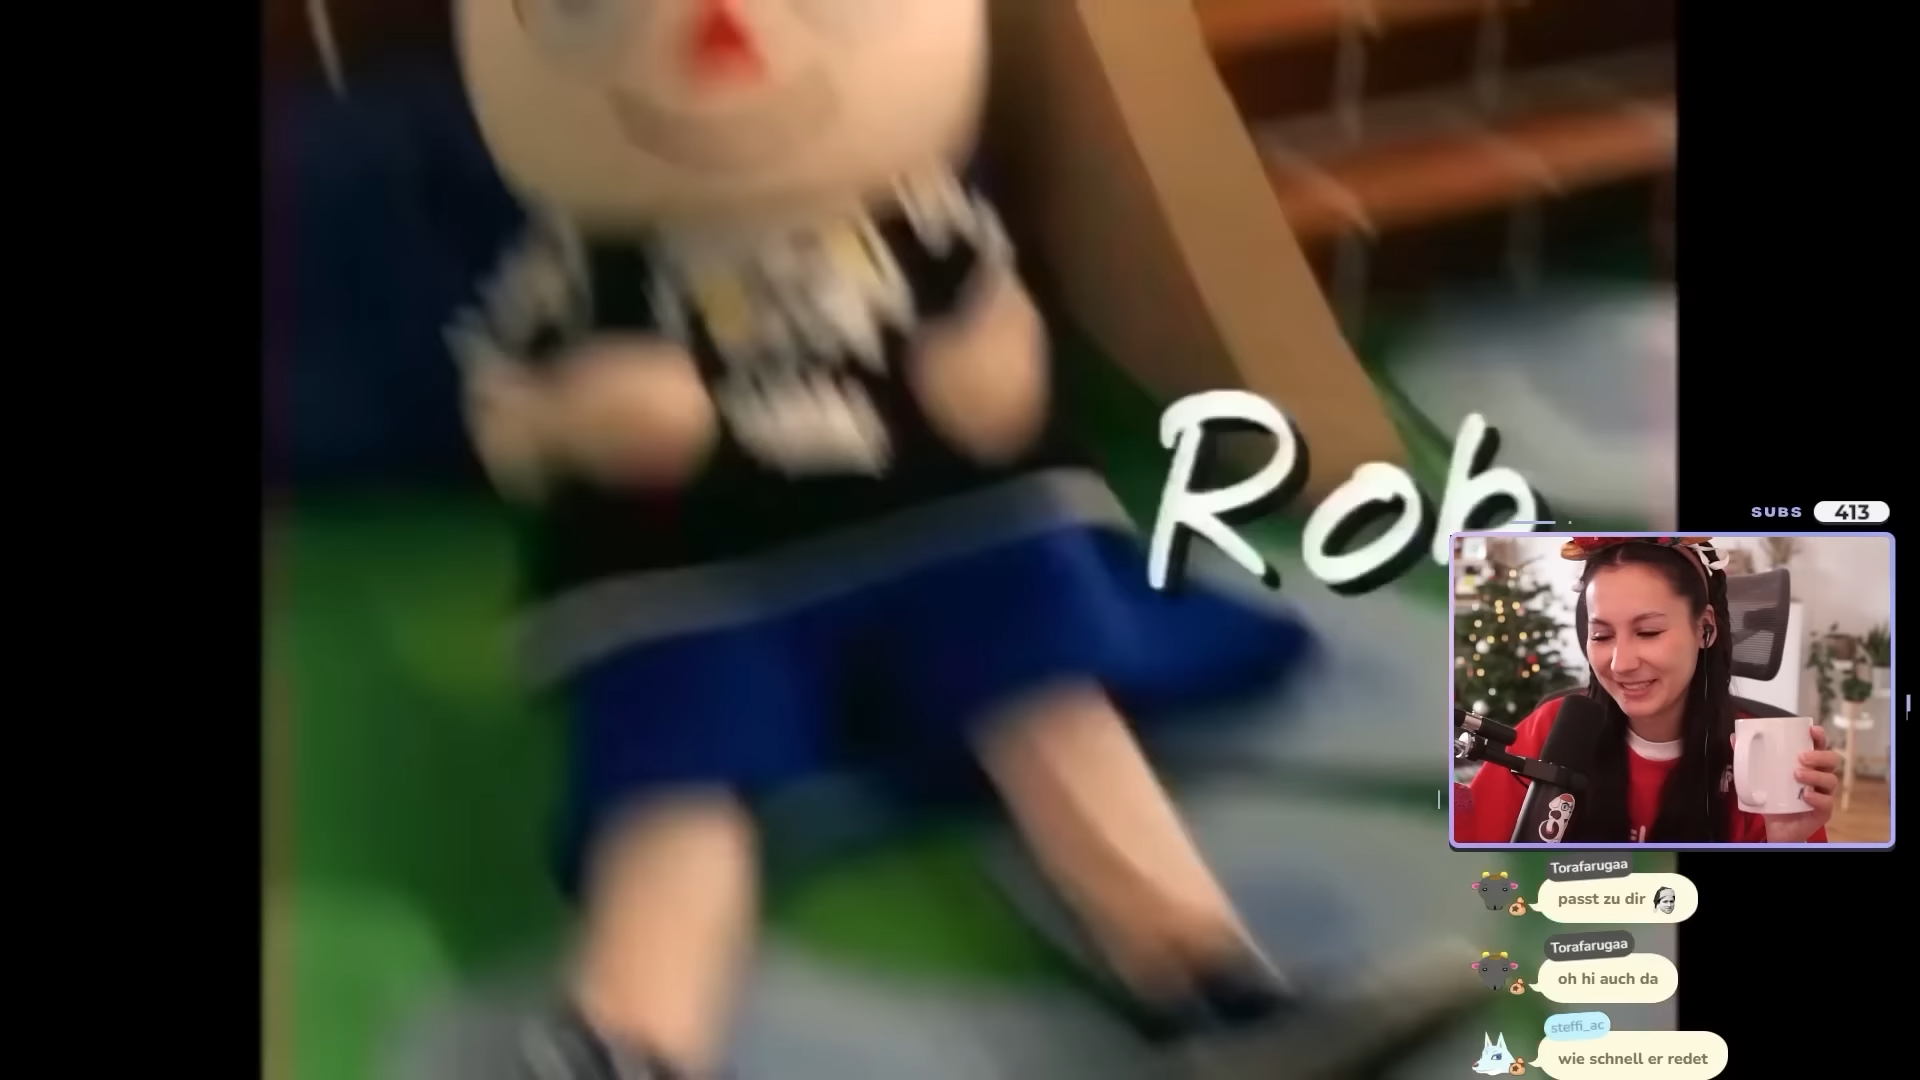 Rob
SUBS 413
Torafarugaa
passt zu dir
Torafarugaa
oh hi auch da
steffi_ac
wie schnell er redet